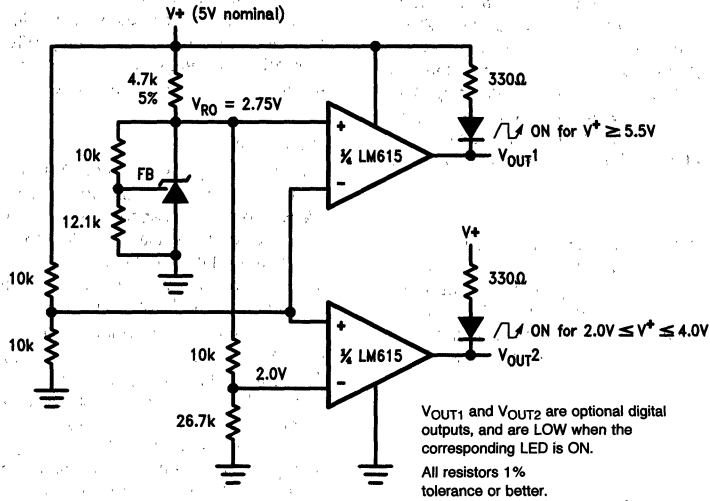 V+ (5V nominal)
4.7k
5%
V_RO = 2.75V
330Ω
ON for V⁺ ≥ 5.5V
V_OUT1
10k
FB
12.1k
+
¼ LM615
−
V+
330Ω
ON for 2.0V ≤ V⁺ ≤ 4.0V
V_OUT2
10k
10k
10k
2.0V
26.7k
+
¼ LM615
−
V_OUT1 and V_OUT2 are optional digital
outputs, and are LOW when the
corresponding LED is ON.
All resistors 1%
tolerance or better.